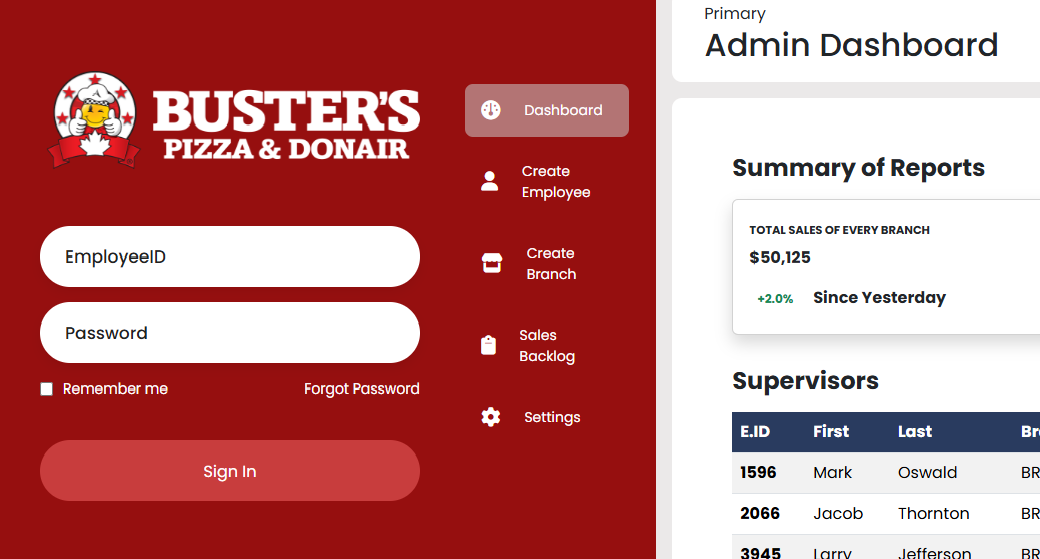 BUSTER'S
PIZZA & DONAIR
EmployeeID
Password
Remember me
Forgot Password
Sign In
Dashboard
Create
Employee
Create
Branch
Sales
Backlog
Settings
Primary
Admin Dashboard
Summary of Reports
TOTAL SALES OF EVERY BRANCH
$50,125
+2.0% Since Yesterday
Supervisors
E.ID First Last
1596 Mark Oswald BR
2066 Jacob Thornton BR
3945 Larry Jefferson BR